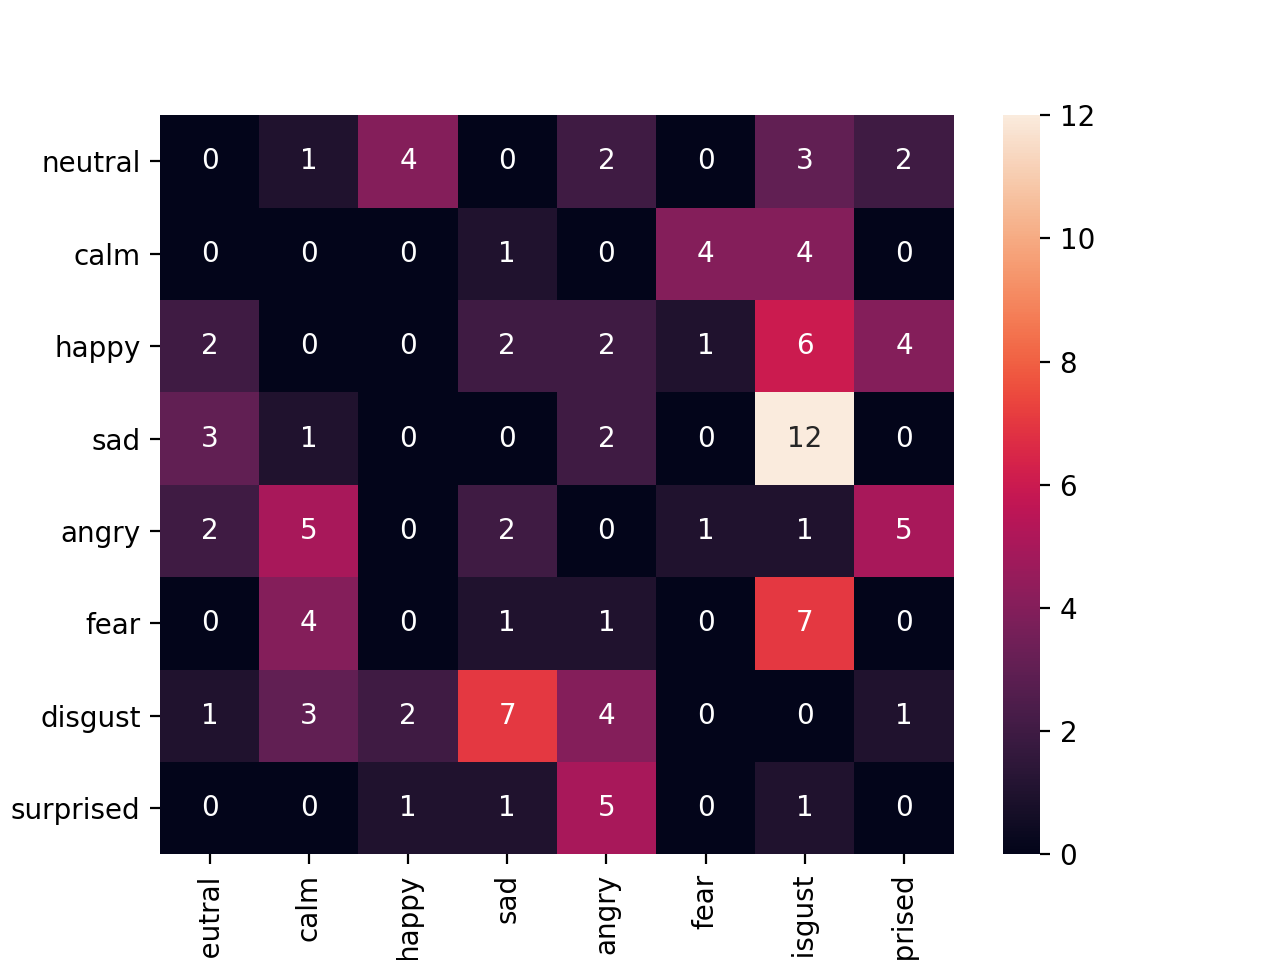 neutral 0 1 4 0 2 0 3 2
calm 0 0 0 1 0 4 4 0
happy 2 0 0 2 2 1 6 4
sad 3 1 0 0 2 0 12 0
angry 2 5 0 2 0 1 1 5
fear 0 4 0 1 1 0 7 0
disgust 1 3 2 7 4 0 0 1
surprised 0 0 1 1 5 0 1 0
eutral calm happy sad angry fear isgust prised
12
10
8
6
4
2
0